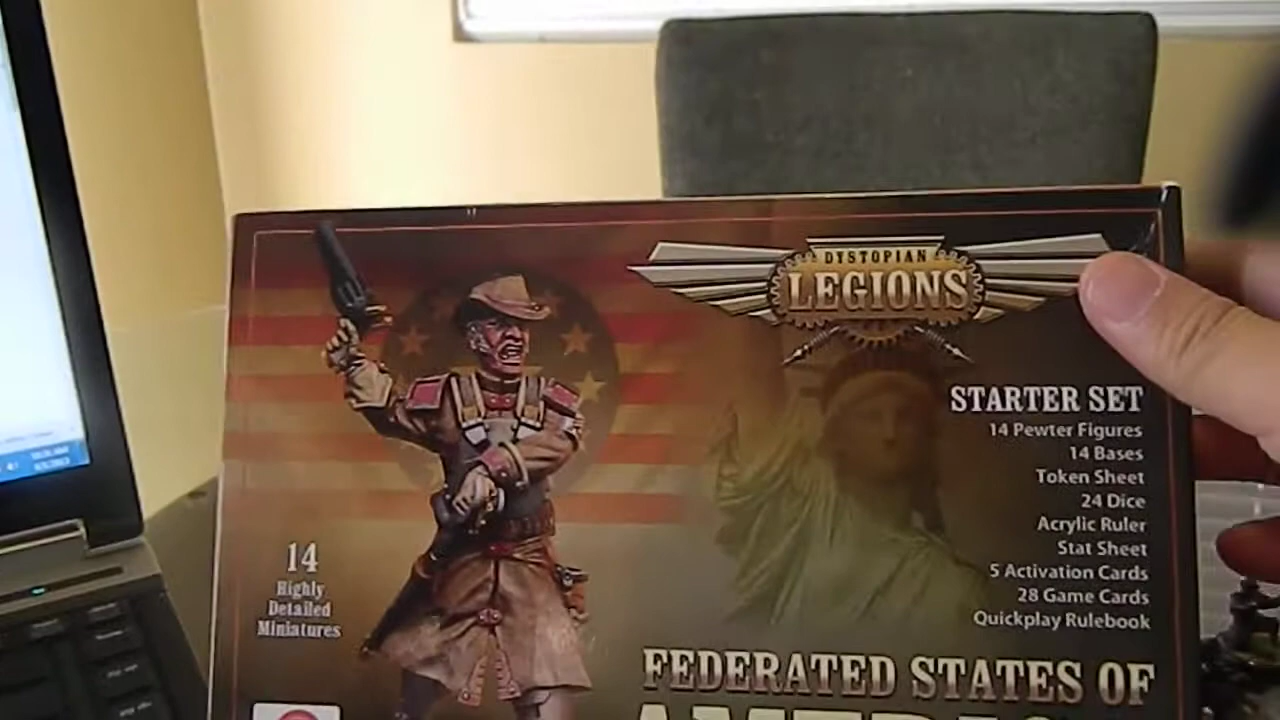 DYSTOPIAN
LEGIONS
STARTER SET
14 Pewter Figures
14 Bases
Token Sheet
24 Dice
Acrylic Ruler
Stat Sheet
5 Activation Cards
28 Game Cards
Quickplay Rulebook
14
Highly
Detailed
Miniatures
FEDERATED STATES OF